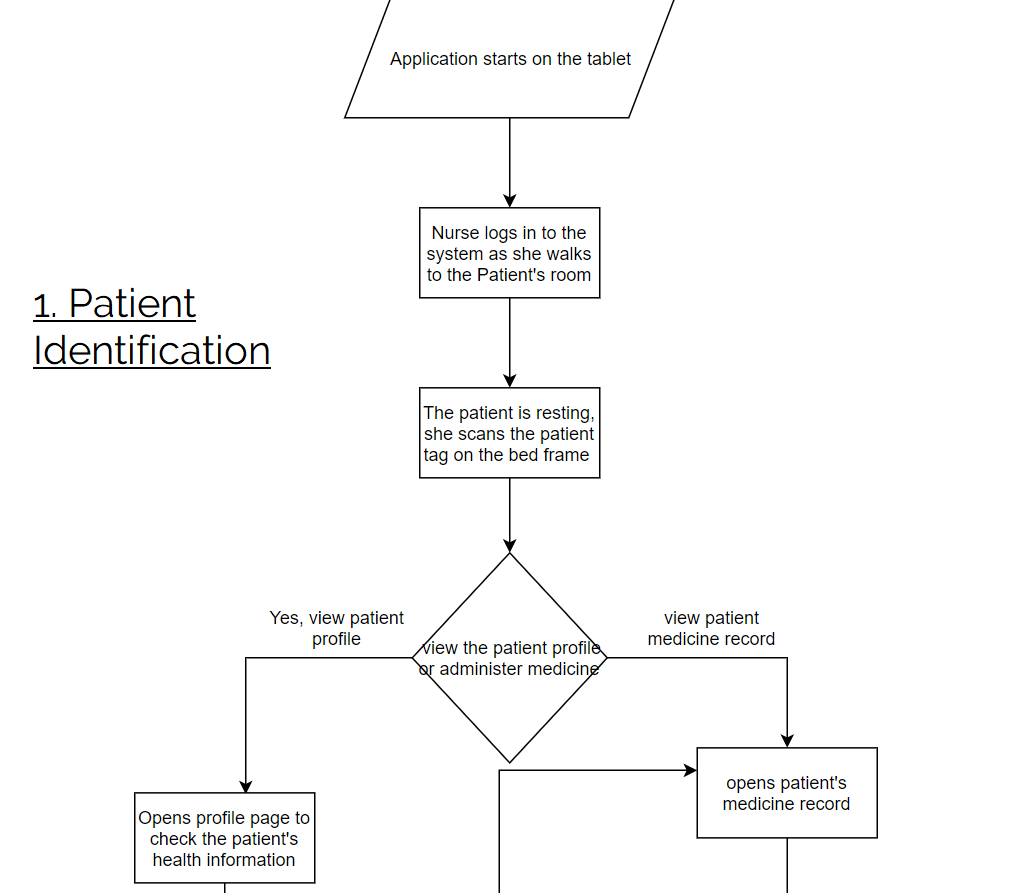 Application starts on the tablet
Nurse logs in to the
system as she walks
to the Patient's room
1. Patient
Identification
The patient is resting,
she scans the patient
tag on the bed frame
Yes, view patient
profile
view the patient profile
or administer medicine
view patient
medicine record
opens patient's
medicine record
Opens profile page to
check the patient's
health information